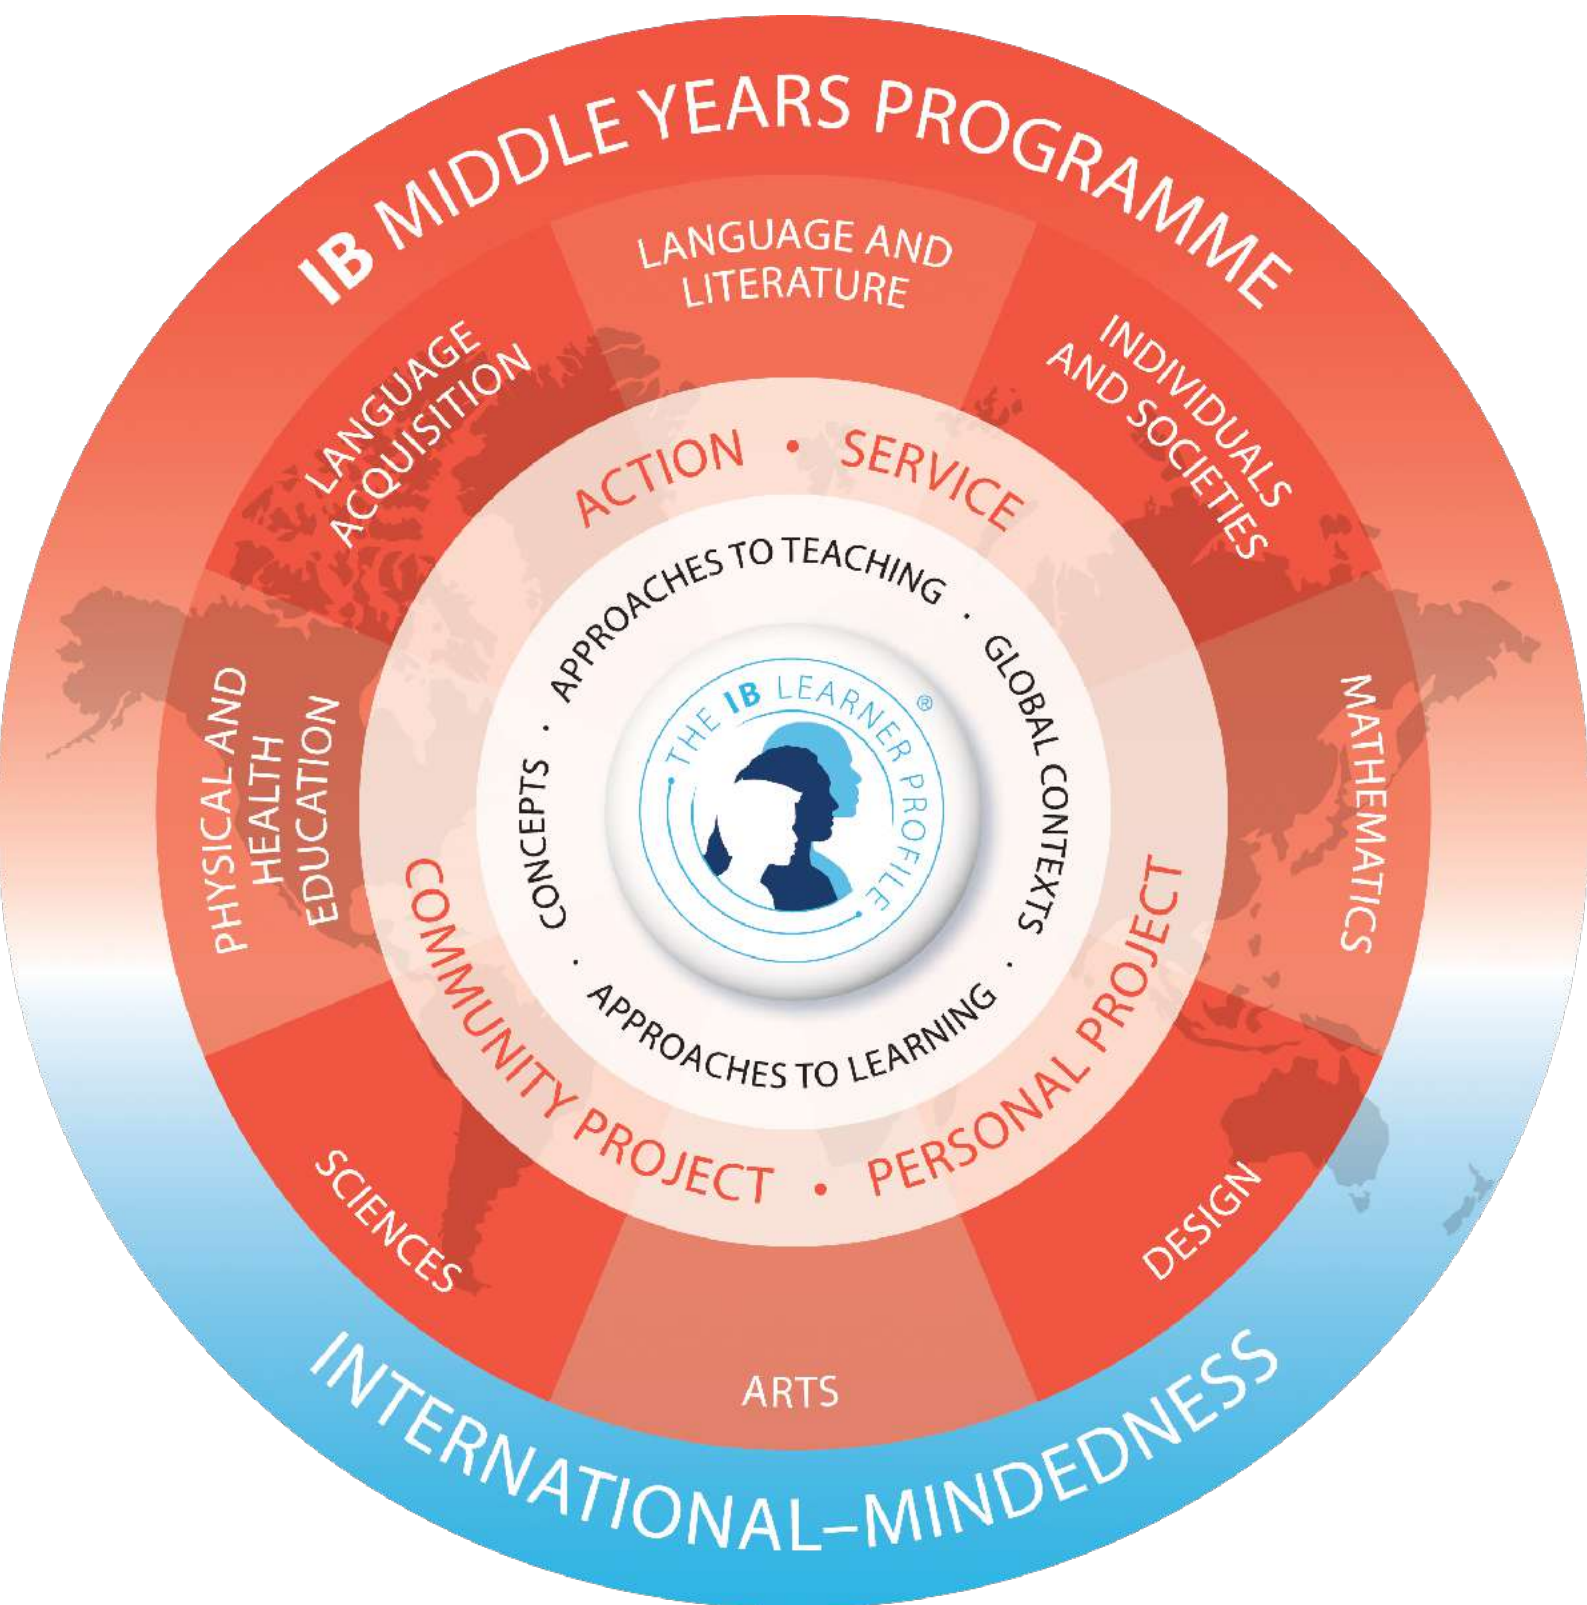 IB MIDDLE YEARS PROGRAMME
LANGUAGE AND
LITERATURE
INDIVIDUALS
AND SOCIETIES
MATHEMATICS
DESIGN
ARTS
SCIENCES
PHYSICAL AND
HEALTH
EDUCATION
LANGUAGE
ACQUISITION
ACTION • SERVICE
COMMUNITY PROJECT • PERSONAL PROJECT
APPROACHES TO TEACHING · GLOBAL CONTEXTS ·
APPROACHES TO LEARNING · CONCEPTS ·
THE IB LEARNER PROFILE ®
INTERNATIONAL–MINDEDNESS